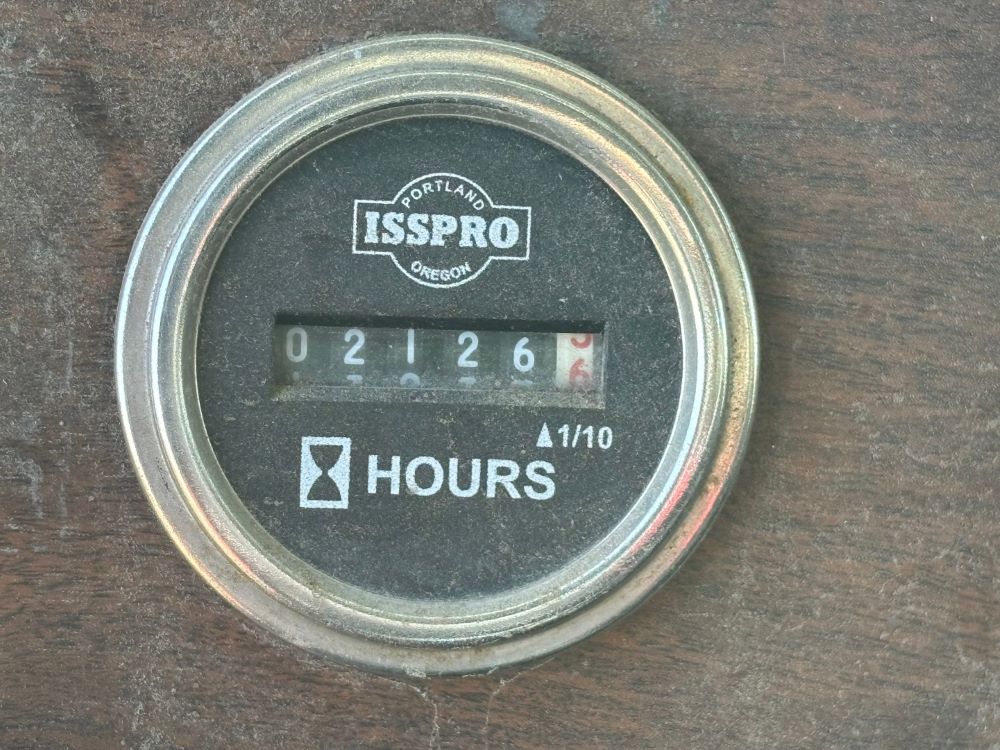 PORTLAND
ISSPRO
OREGON
02126
▲1/10
HOURS